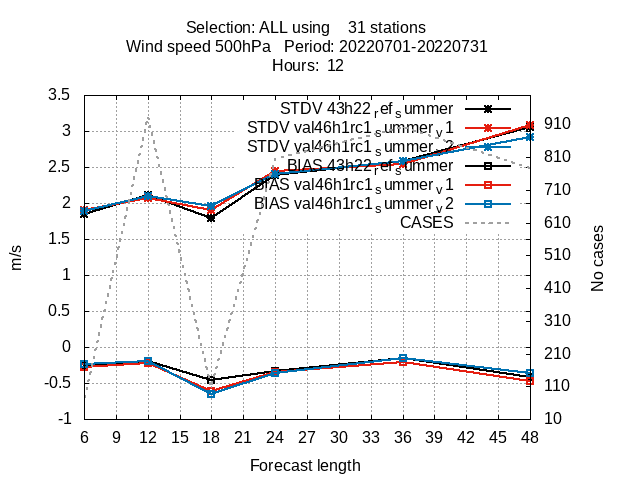 Selection: ALL using 31 stations
Wind speed 500hPa Period: 20220701-20220731
Hours: 12
STDV 43h22_ref_summer
STDV val46h1rc1_summer_v1
STDV val46h1rc1_summer_v2
BIAS 43h22_ref_summer
BIAS val46h1rc1_summer_v1
BIAS val46h1rc1_summer_v2
CASES
3.5
3
2.5
2
1.5
1
0.5
0
-0.5
-1
m/s
910
810
710
610
510
410
310
210
110
10
No cases
6 9 12 15 18 21 24 27 30 33 36 39 42 45 48
Forecast length